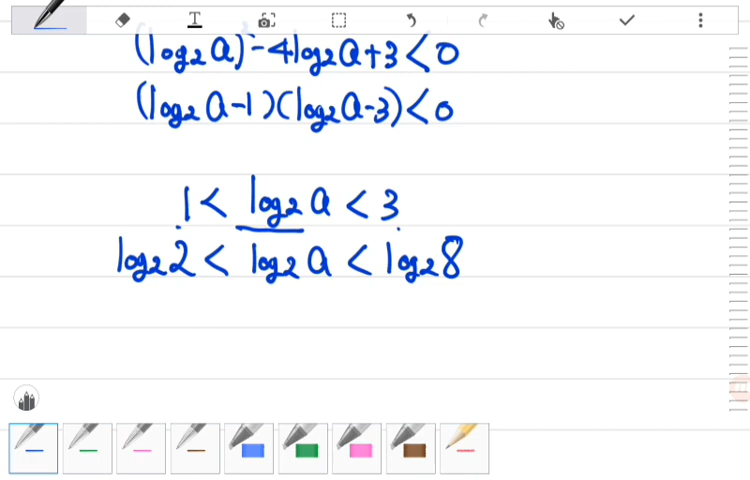 (log₂a)² - 4log₂a + 3 < 0
(log₂a - 1)(log₂a - 3) < 0
1 < log₂a < 3
log₂2 < log₂a < log₂8